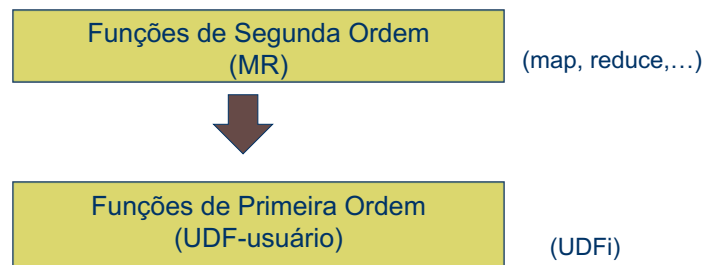 Funções de Segunda Ordem
(MR)
(map, reduce,...)
Funções de Primeira Ordem
(UDF-usuário)
(UDFi)